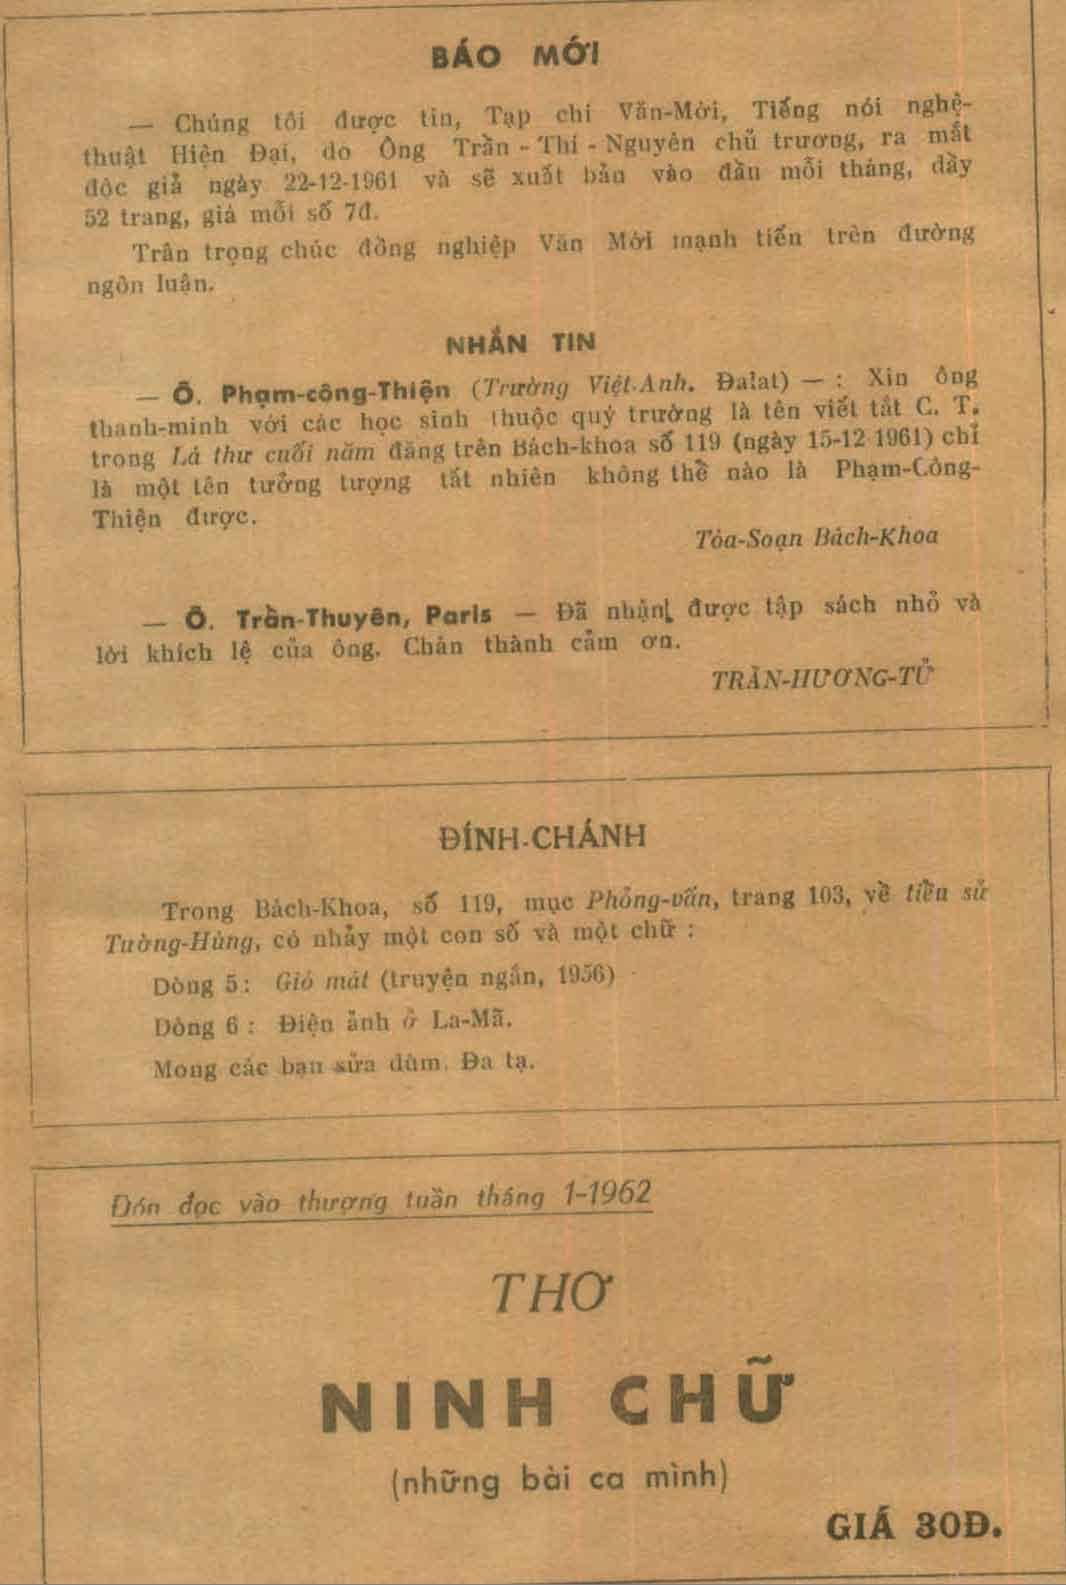 BÁO MỚI
— Chúng tôi được tin, Tạp chí Văn-Mới, Tiếng nói nghệ-
thuật Hiện Đại, do Ông Trần - Thí - Nguyên chủ trương, ra mắt
độc giả ngày 22-12-1961 và sẽ xuất bản vào đần mỗi tháng, dầy
52 trang, giá mỗi số 7đ.
Trân trọng chúc đồng nghiệp Văn Mới mạnh tiến trên đường
ngôn luận.
NHẮN TIN
— Ô. Phạm-công-Thiện (Trường Việt-Anh. Đalat) — : Xin ông
thanh-minh với các học sinh thuộc quý trường là tên viết tắt C. T.
trong Lá thư cuối năm đăng trên Bách-khoa số 119 (ngày 15-12 1961) chỉ
là một tên tưởng tượng tất nhiên không thể nào là Phạm-Công-
Thiện được.
Tòa-Soạn Bách-Khoa
— Ô. Trần-Thuyên, Paris — Đã nhận được tập sách nhỏ và
lời khích lệ của ông. Chân thành cảm ơn.
TRẦN-HƯƠNG-TỬ
ĐÍNH-CHÁNH
Trong Bách-Khoa, số 119, mục Phỏng-vấn, trang 103, về tiền sử
Tường-Hùng, có nhảy một con số và một chữ :
Dòng 5 : Gió mát (truyện ngắn, 1956)
Dòng 6 : Điện ảnh ở La-Mã.
Mong các bạn sửa dùm. Đa tạ.
Đón đọc vào thượng tuần tháng 1-1962
THƠ
NINH CHỮ
(những bài ca mình)
GIÁ 30Đ.